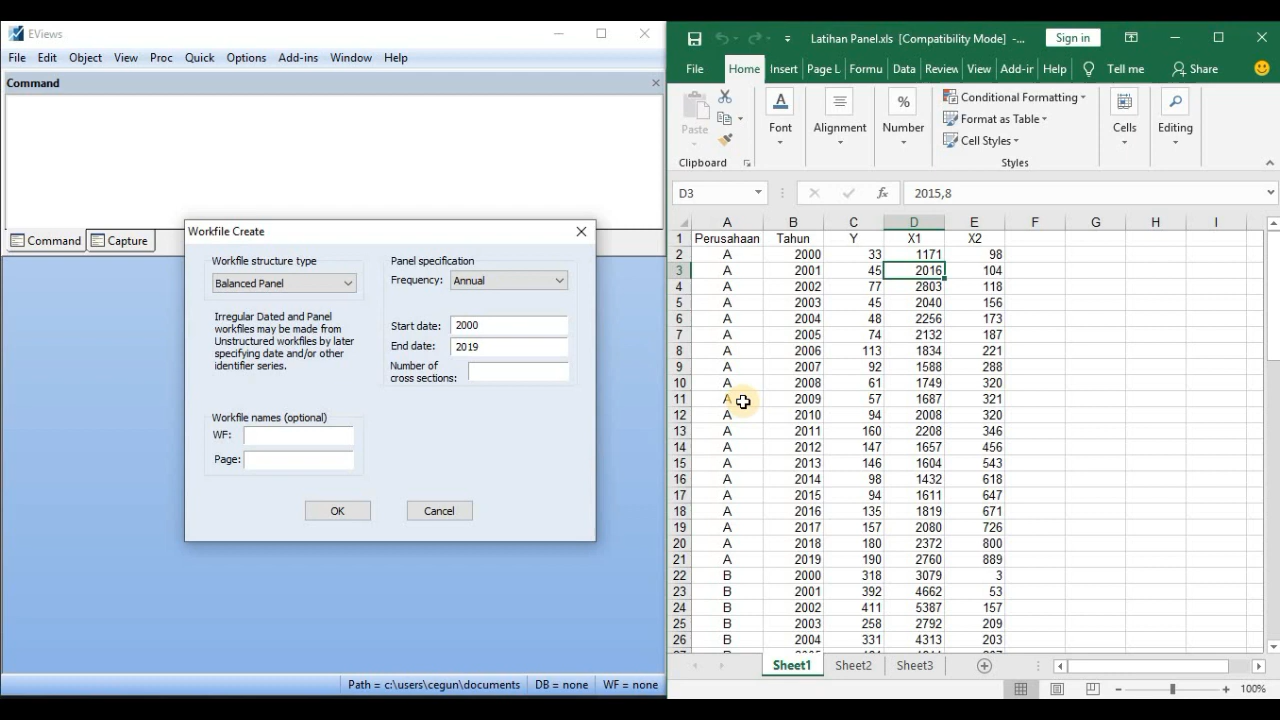 EViews
File Edit Object View Proc Quick Options Add-ins Window Help
Command
Command Capture
Workfile Create
Workfile structure type
Balanced Panel
Irregular Dated and Panel
workfiles may be made from
Unstructured workfiles by later
specifying date and/or other
identifier series.
Panel specification
Frequency: Annual
Start date: 2000
End date: 2019
Number of
cross sections:
Workfile names (optional)
WF:
Page:
OK Cancel
Path = c:\users\cegun\documents DB = none WF = none
Latihan Panel.xls [Compatibility Mode] -... Sign in
File Home Insert Page L Formu Data Review View Add-ir Help Tell me Share
Paste
Clipboard
Font
Alignment
Number
Conditional Formatting
Format as Table
Cell Styles
Styles
Cells
Editing
D3 fx 2015,8
A B C D E F G H I
1 Perusahaan Tahun Y X1 X2
2 A 2000 33 1171 98
3 A 2001 45 2016 104
4 A 2002 77 2803 118
5 A 2003 45 2040 156
6 A 2004 48 2256 173
7 A 2005 74 2132 187
8 A 2006 113 1834 221
9 A 2007 92 1588 288
10 A 2008 61 1749 320
11 A 2009 57 1687 321
12 A 2010 94 2008 320
13 A 2011 160 2208 346
14 A 2012 147 1657 456
15 A 2013 146 1604 543
16 A 2014 98 1432 618
17 A 2015 94 1611 647
18 A 2016 135 1819 671
19 A 2017 157 2080 726
20 A 2018 180 2372 800
21 A 2019 190 2760 889
22 B 2000 318 3079 3
23 B 2001 392 4662 53
24 B 2002 411 5387 157
25 B 2003 258 2792 209
26 B 2004 331 4313 203
Sheet1 Sheet2 Sheet3
100%